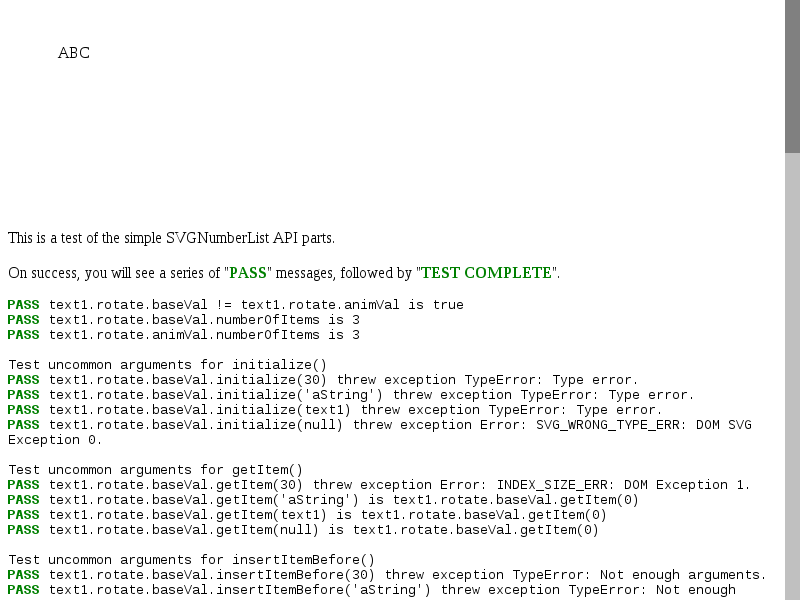 ABC
This is a test of the simple SVGNumberList API parts.
On success, you will see a series of "PASS" messages, followed by "TEST COMPLETE".
PASS text1.rotate.baseVal != text1.rotate.animVal is true
PASS text1.rotate.baseVal.numberOfItems is 3
PASS text1.rotate.animVal.numberOfItems is 3
Test uncommon arguments for initialize()
PASS text1.rotate.baseVal.initialize(30) threw exception TypeError: Type error.
PASS text1.rotate.baseVal.initialize('aString') threw exception TypeError: Type error.
PASS text1.rotate.baseVal.initialize(text1) threw exception TypeError: Type error.
PASS text1.rotate.baseVal.initialize(null) threw exception Error: SVG_WRONG_TYPE_ERR: DOM SVG
Exception 0.
Test uncommon arguments for getItem()
PASS text1.rotate.baseVal.getItem(30) threw exception Error: INDEX_SIZE_ERR: DOM Exception 1.
PASS text1.rotate.baseVal.getItem('aString') is text1.rotate.baseVal.getItem(0)
PASS text1.rotate.baseVal.getItem(text1) is text1.rotate.baseVal.getItem(0)
PASS text1.rotate.baseVal.getItem(null) is text1.rotate.baseVal.getItem(0)
Test uncommon arguments for insertItemBefore()
PASS text1.rotate.baseVal.insertItemBefore(30) threw exception TypeError: Not enough arguments.
PASS text1.rotate.baseVal.insertItemBefore('aString') threw exception TypeError: Not enough